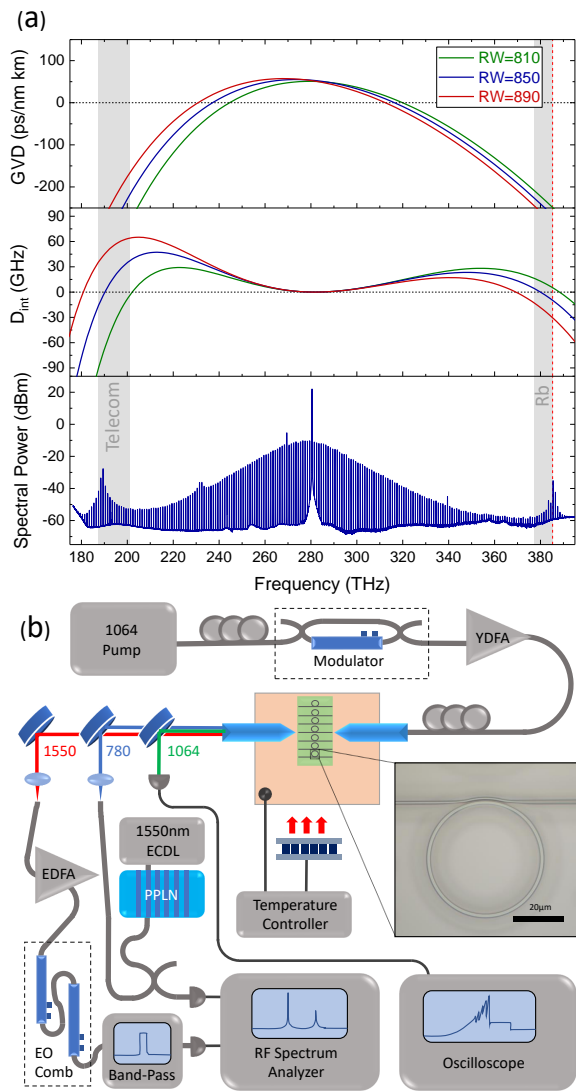 (a)
GVD (ps/nm km)
100
0
-100
-200
RW=810
RW=850
RW=890
D_int (GHz)
90
60
30
0
-30
-60
-90
Spectral Power (dBm)
20
0
-20
-40
-60
Telecom
Rb
180 200 220 240 260 280 300 320 340 360 380
Frequency (THz)
(b)
1064
Pump
Modulator
YDFA
1550
780
1064
1550nm
ECDL
PPLN
EDFA
Temperature
Controller
20µm
EO
Comb
Band-Pass
RF Spectrum
Analyzer
Oscilloscope